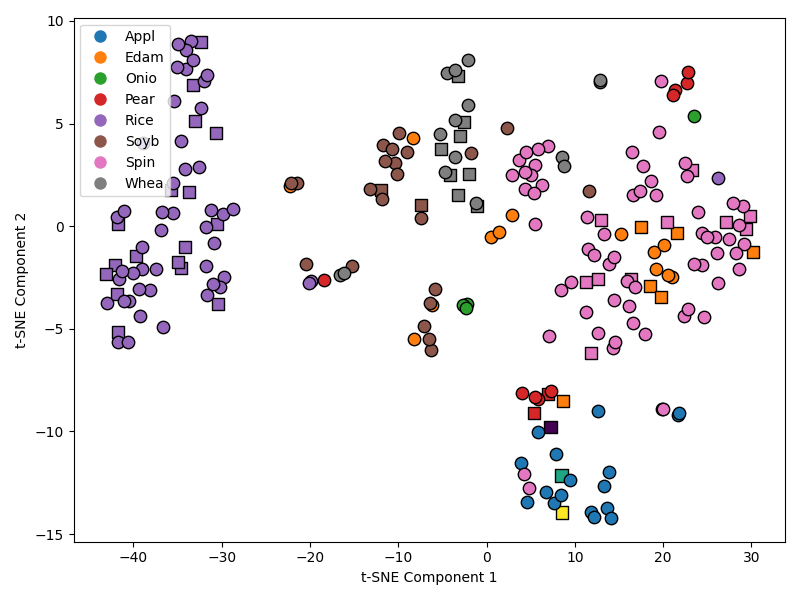 10
5
0
−5
−10
−15
t-SNE Component 2
Appl
Edam
Onio
Pear
Rice
Soyb
Spin
Whea
−40
−30
−20
−10
0
10
20
30
t-SNE Component 1